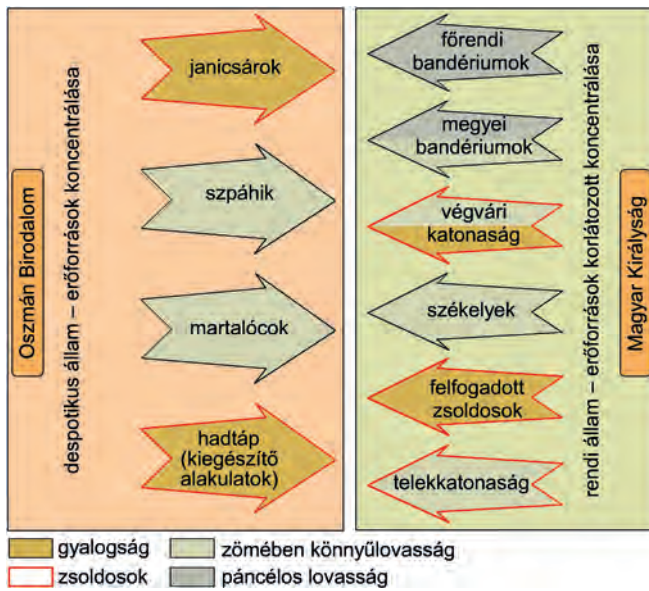 Oszmán Birodalom
despotikus állam – erőforrások koncentrálása
janicsárok
szpáhik
martalócok
hadtáp
(kiegészítő
alakulatok)
főrendi
bandériumok
megyei
bandériumok
végvári
katonaság
székelyek
felfogadott
zsoldosok
telekkatonaság
rendi állam – erőforrások korlátozott koncentrálása
Magyar Királyság
gyalogság
zömében könnyűlovasság
zsoldosok
páncélos lovasság